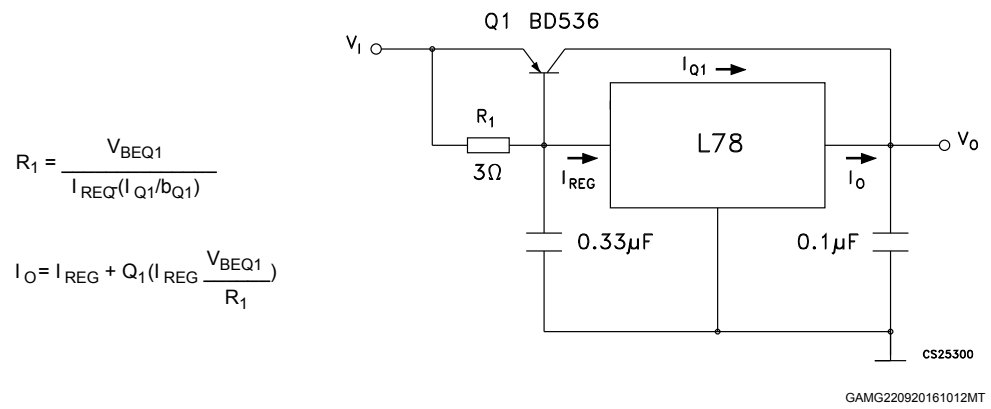 Q1 BD536
V_I
I_Q1
R_1
3Ω
I_REG
L78
V_O
I_O
0.33µF
0.1µF
R_1 = V_BEQ1 / I_REQ-(I_Q1/b_Q1)
I_O = I_REG + Q_1(I_REG V_BEQ1 / R_1)
CS25300
GAMG220920161012MT